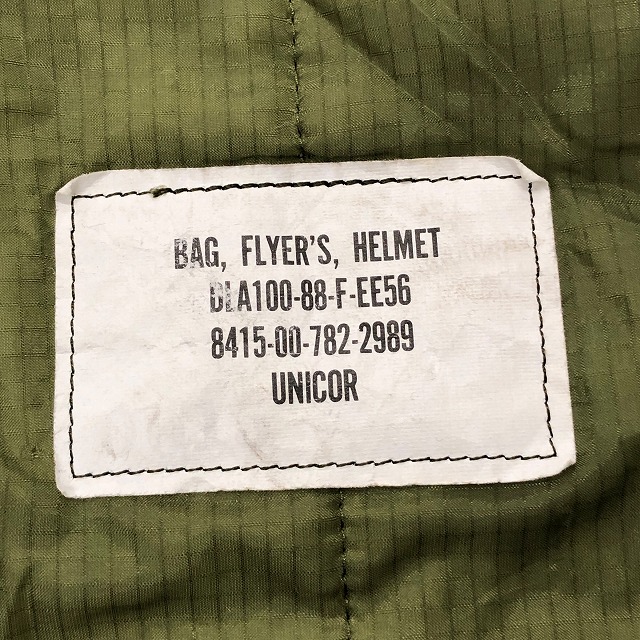 BAG, FLYER'S, HELMET
DLA100-88-F-EE56
8415-00-782-2989
UNICOR